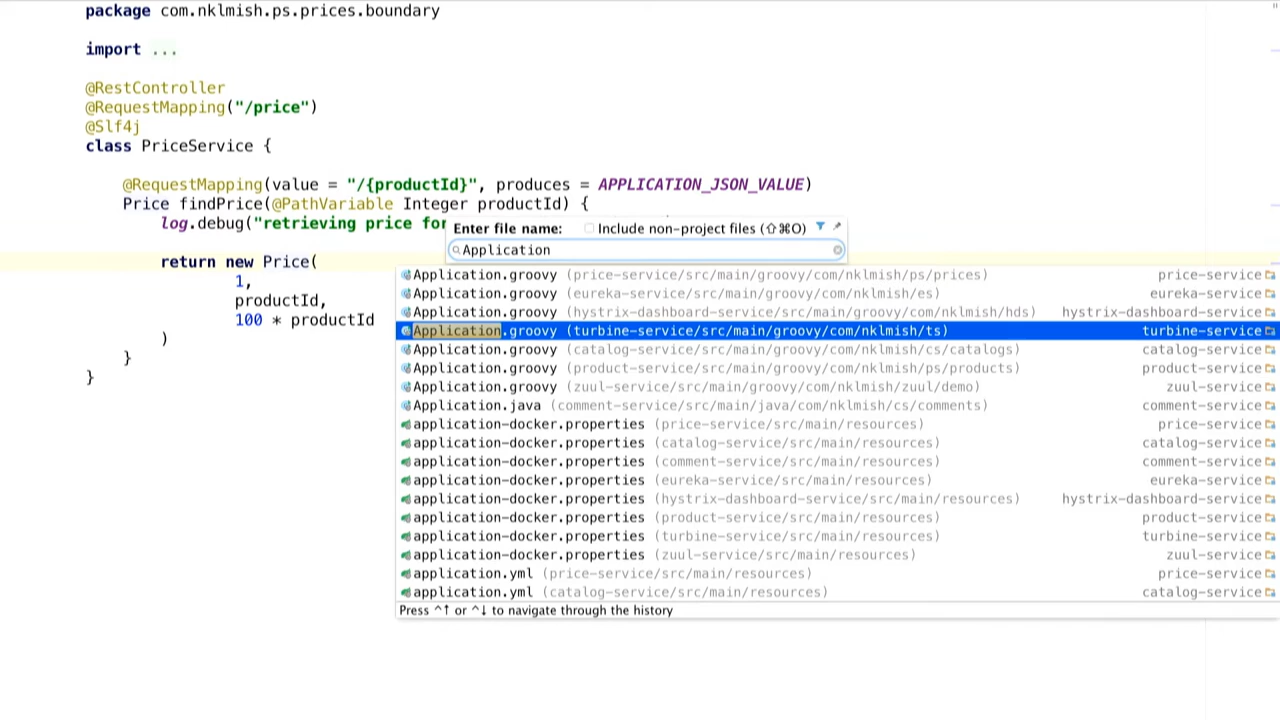 package com.nklmish.ps.prices.boundary
import ...
@RestController
@RequestMapping("/price")
@Slf4j
class PriceService {
@RequestMapping(value = "/{productId}", produces = APPLICATION_JSON_VALUE)
Price findPrice(@PathVariable Integer productId) {
log.debug("retrieving price for
return new Price(
1,
productId,
100 * productId
)
}
}
Enter file name: Include non-project files (⇧⌘O)
Application
Application.groovy (price-service/src/main/groovy/com/nklmish/ps/prices) price-service
Application.groovy (eureka-service/src/main/groovy/com/nklmish/es) eureka-service
Application.groovy (hystrix-dashboard-service/src/main/groovy/com/nklmish/hds) hystrix-dashboard-service
Application.groovy (turbine-service/src/main/groovy/com/nklmish/ts) turbine-service
Application.groovy (catalog-service/src/main/groovy/com/nklmish/cs/catalogs) catalog-service
Application.groovy (product-service/src/main/groovy/com/nklmish/ps/products) product-service
Application.groovy (zuul-service/src/main/groovy/com/nklmish/zuul/demo) zuul-service
Application.java (comment-service/src/main/java/com/nklmish/cs/comments) comment-service
application-docker.properties (price-service/src/main/resources) price-service
application-docker.properties (catalog-service/src/main/resources) catalog-service
application-docker.properties (comment-service/src/main/resources) comment-service
application-docker.properties (eureka-service/src/main/resources) eureka-service
application-docker.properties (hystrix-dashboard-service/src/main/resources) hystrix-dashboard-service
application-docker.properties (product-service/src/main/resources) product-service
application-docker.properties (turbine-service/src/main/resources) turbine-service
application-docker.properties (zuul-service/src/main/resources) zuul-service
application.yml (price-service/src/main/resources) price-service
application.yml (catalog-service/src/main/resources) catalog-service
Press ^↑ or ^↓ to navigate through the history